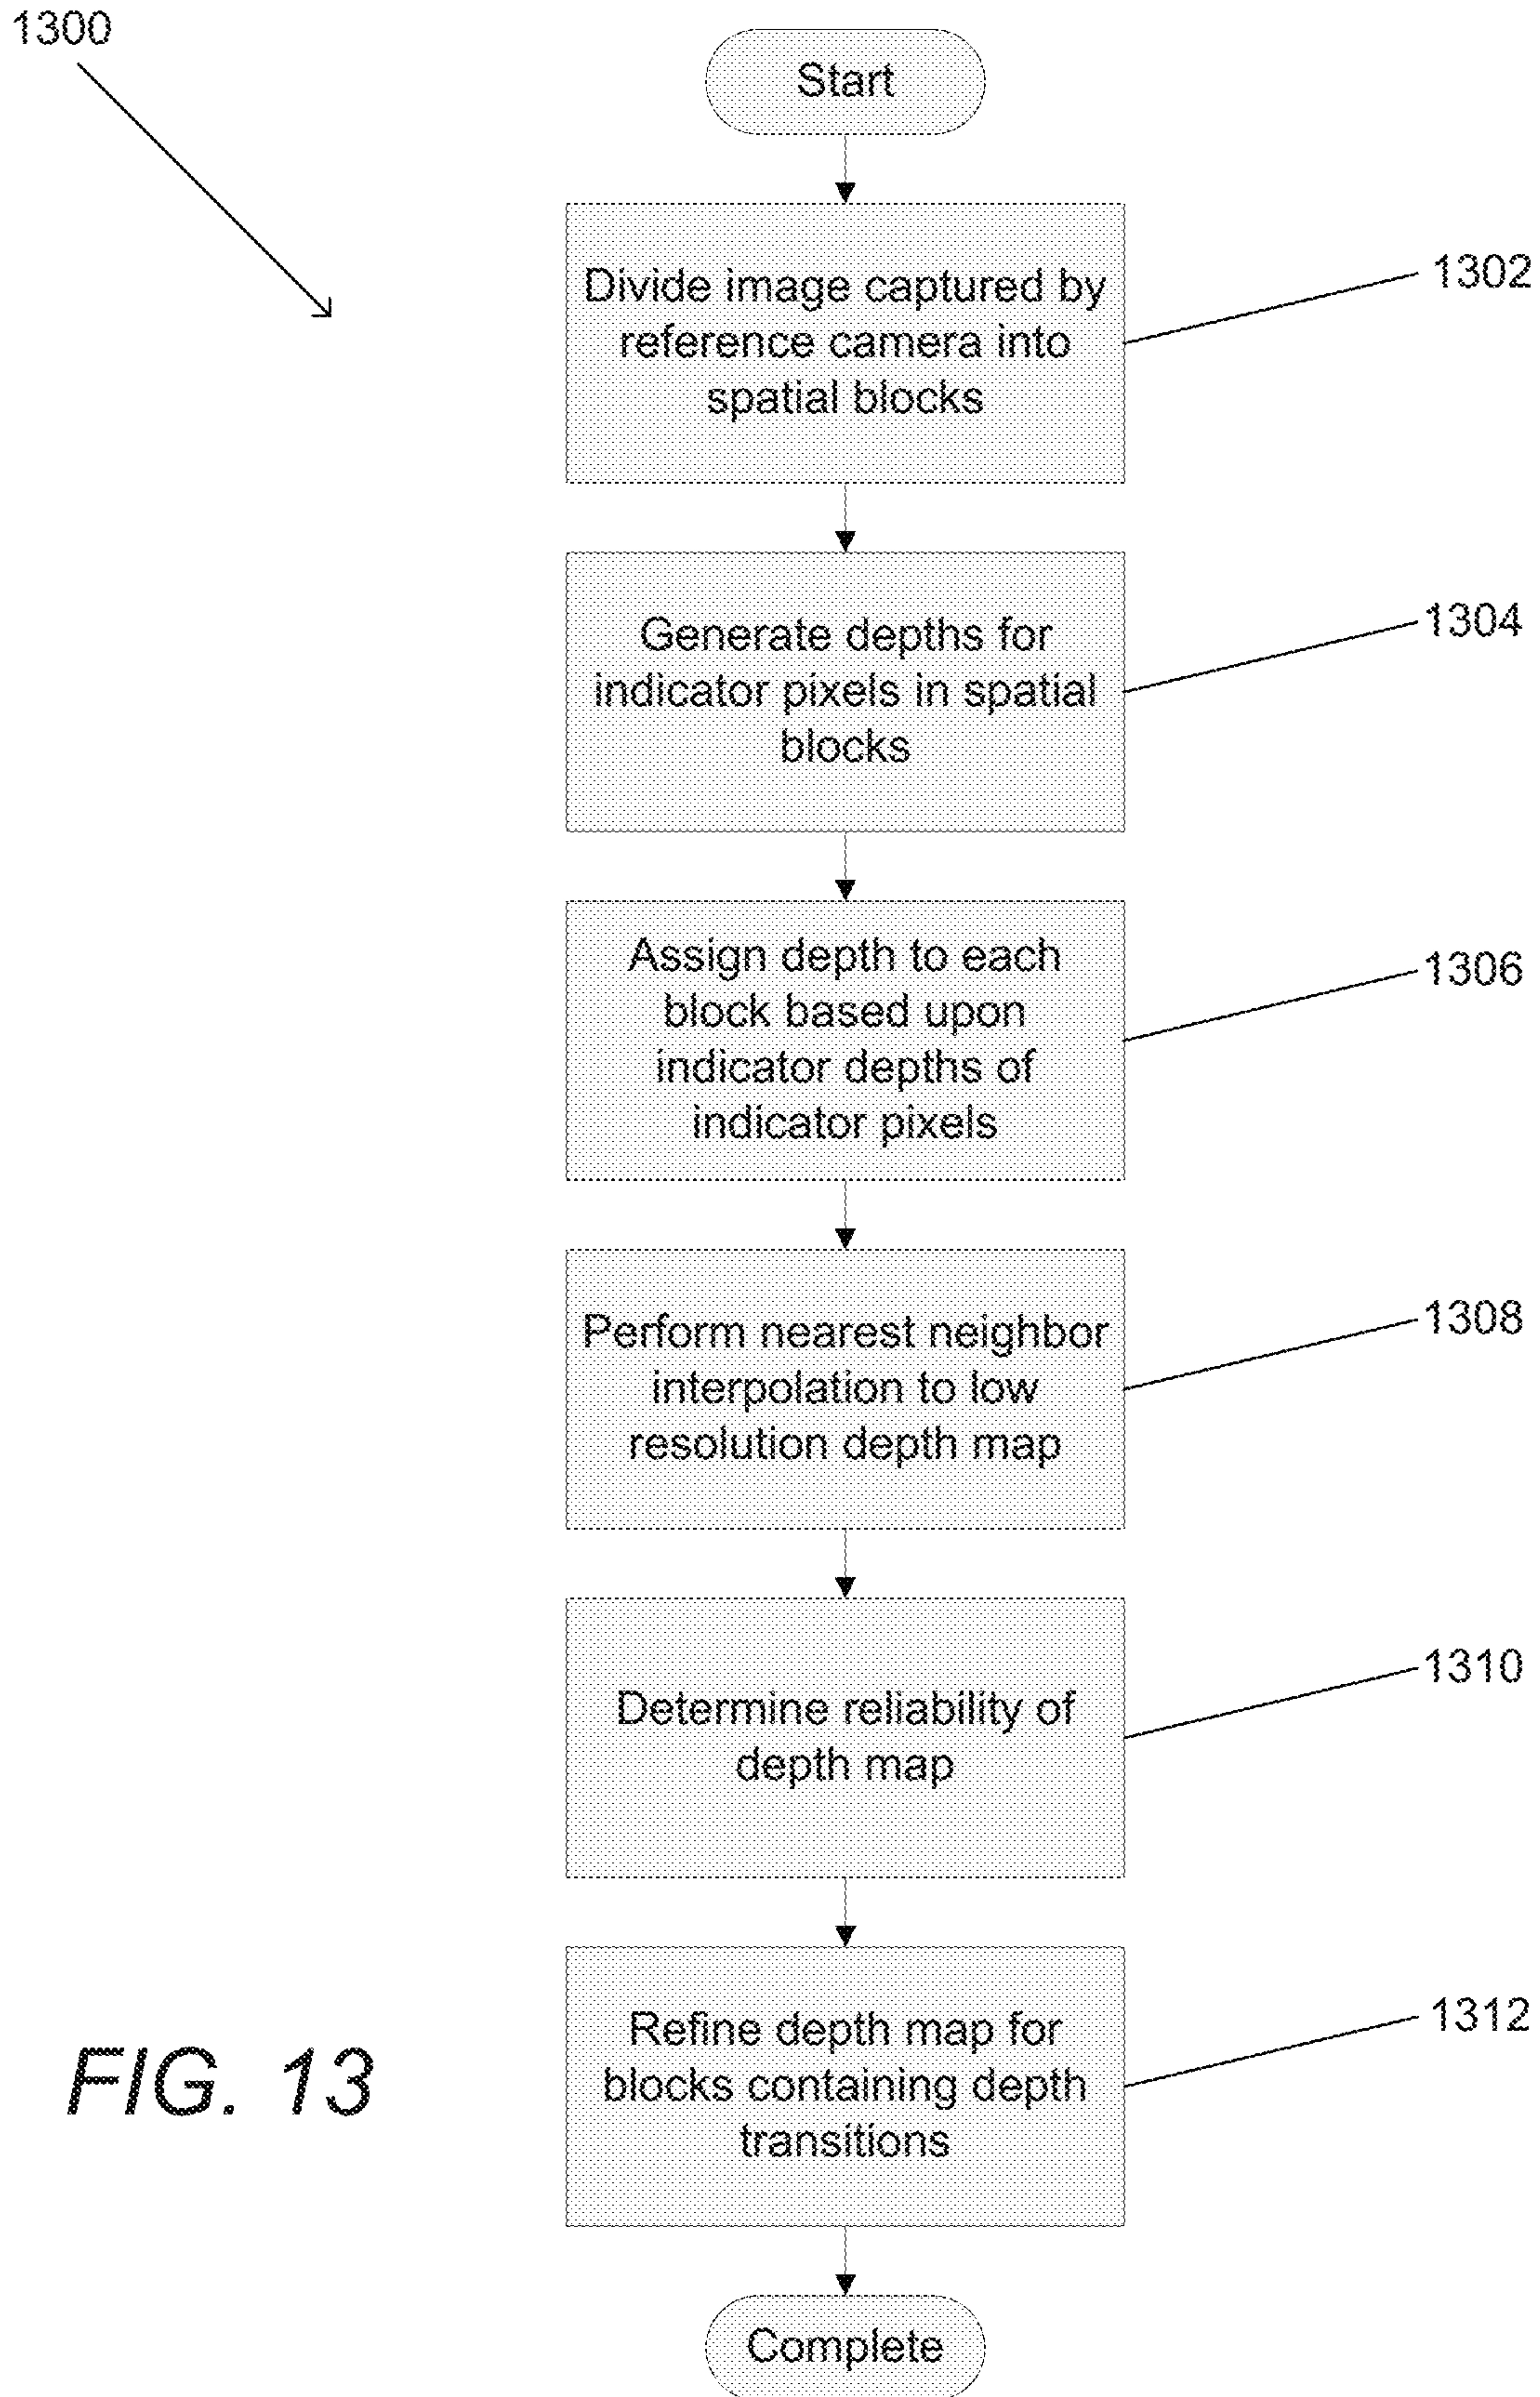 1300
Start
Divide image captured by
reference camera into
spatial blocks
1302
Generate depths for
indicator pixels in spatial
blocks
1304
Assign depth to each
block based upon
indicator depths of
indicator pixels
1306
Perform nearest neighbor
interpolation to low
resolution depth map
1308
Determine reliability of
depth map
1310
Refine depth map for
blocks containing depth
transitions
1312
FIG. 13
Complete